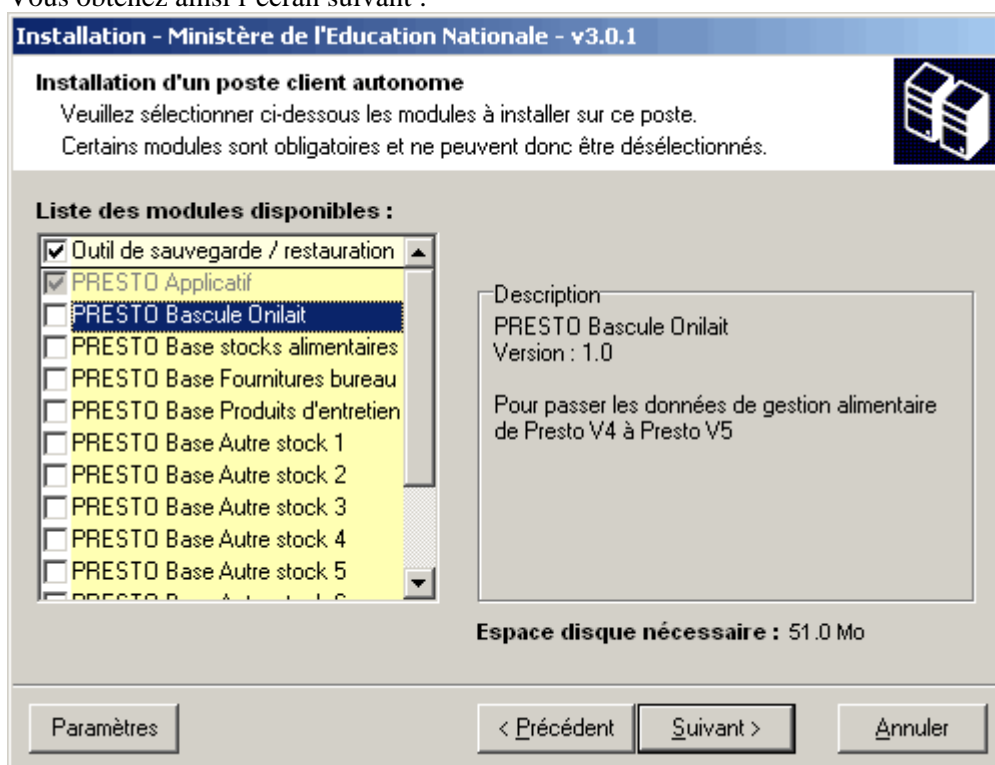 Vous obtenez ainsi l'écran suivant :
Installation - Ministère de l'Education Nationale - v3.0.1
Installation d'un poste client autonome
Veuillez sélectionner ci-dessous les modules à installer sur ce poste.
Certains modules sont obligatoires et ne peuvent donc être désélectionnés.
Liste des modules disponibles :
Outil de sauvegarde / restauration
PRESTO Applicatif
PRESTO Bascule Onilait
PRESTO Base stocks alimentaires
PRESTO Base Fournitures bureau
PRESTO Base Produits d'entretien
PRESTO Base Autre stock 1
PRESTO Base Autre stock 2
PRESTO Base Autre stock 3
PRESTO Base Autre stock 4
PRESTO Base Autre stock 5
Description
PRESTO Bascule Onilait
Version : 1.0
Pour passer les données de gestion alimentaire
de Presto V4 à Presto V5
Espace disque nécessaire : 51.0 Mo
Paramètres
< Précédent
Suivant >
Annuler